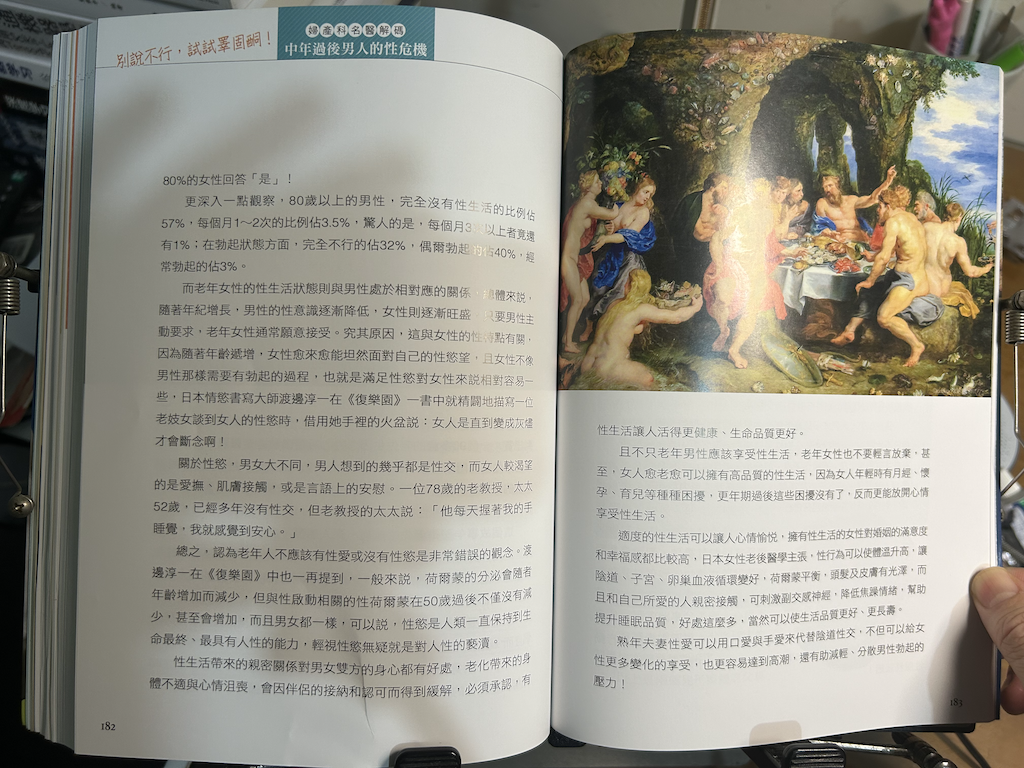 別說不行，試試睪固酮！
婦產科名醫解碼
中年過後男人的性危機
80%的女性回答「是」！
更深入一點觀察，80歲以上的男性，完全沒有性生活的比例佔
57%，每個月1～2次的比例佔3.5%，驚人的是，每個月3以上者竟還
有1%；在勃起狀態方面，完全不行的佔32%，偶爾勃起的佔40%，經
常勃起的佔3%。
而老年女性的性生活狀態則與男性處於相對應的關係，體來說，
隨著年紀增長，男性的性意識逐漸降低，女性則逐漸旺盛，只要男性主
動要求，老年女性通常願意接受。究其原因，這與女性的性特點有關，
因為隨著年齡遞增，女性愈來愈能坦然面對自己的性慾望，且女性不像
男性那樣需要有勃起的過程，也就是滿足性慾對女性來說相對容易一
些，日本情慾書寫大師渡邊淳一在《復樂園》一書中就精闢地描寫一位
老妓女談到女人的性慾時，借用她手裡的火盆說：女人是直到變成灰燼
才會斷念啊！
關於性慾，男女大不同，男人想到的幾乎都是性交，而女人較渴望
的是愛撫、肌膚接觸，或是言語上的安慰。一位78歲的老教授，太太
52歲，已經多年沒有性交，但老教授的太太說：「他每天握著我的手
睡覺，我就感覺到安心。」
總之，認為老年人不應該有性愛或沒有性慾是非常錯誤的觀念。渡
邊淳一在《復樂園》中也一再提到，一般來說，荷爾蒙的分泌會隨者
年齡增加而減少，但與性啟動相關的性荷爾蒙在50歲過後不僅沒有減
少，甚至會增加，而且男女都一樣，可以說，性慾是人類一直保持到生
命最終、最具有人性的能力，輕視性慾無疑就是對人性的褻瀆。
性生活帶來的親密關係對男女雙方的身心都有好處，老化帶來的身
體不適與心情沮喪，會因伴侶的接納和認可而得到緩解，必須承認，有
182
性生活讓人活得更健康、生命品質更好。
且不只老年男性應該享受性生活，老年女性也不要輕言放棄，甚
至，女人愈老愈可以擁有高品質的性生活，因為女人年輕時有月經、懷
孕、育兒等種種困擾，更年期過後這些困擾沒有了，反而更能放開心情
享受性生活。
適度的性生活可以讓人心情愉悅，擁有性生活的女性對婚姻的滿意度
和幸福感都比較高，日本女性老後醫學主張，性行為可以使體溫升高，讓
陰道、子宮、卵巢血液循環變好，荷爾蒙平衡，頭髮及皮膚有光澤，而
且和自己所愛的人親密接觸，可刺激副交感神經，降低焦躁情緒，幫助
提升睡眠品質，好處這麼多，當然可以使生活品質更好、更長壽。
熟年夫妻性愛可以用口愛與手愛來代替陰道性交，不但可以給女
性更多變化的享受，也更容易達到高潮，還有助減輕、分散男性勃起的
壓力！
183